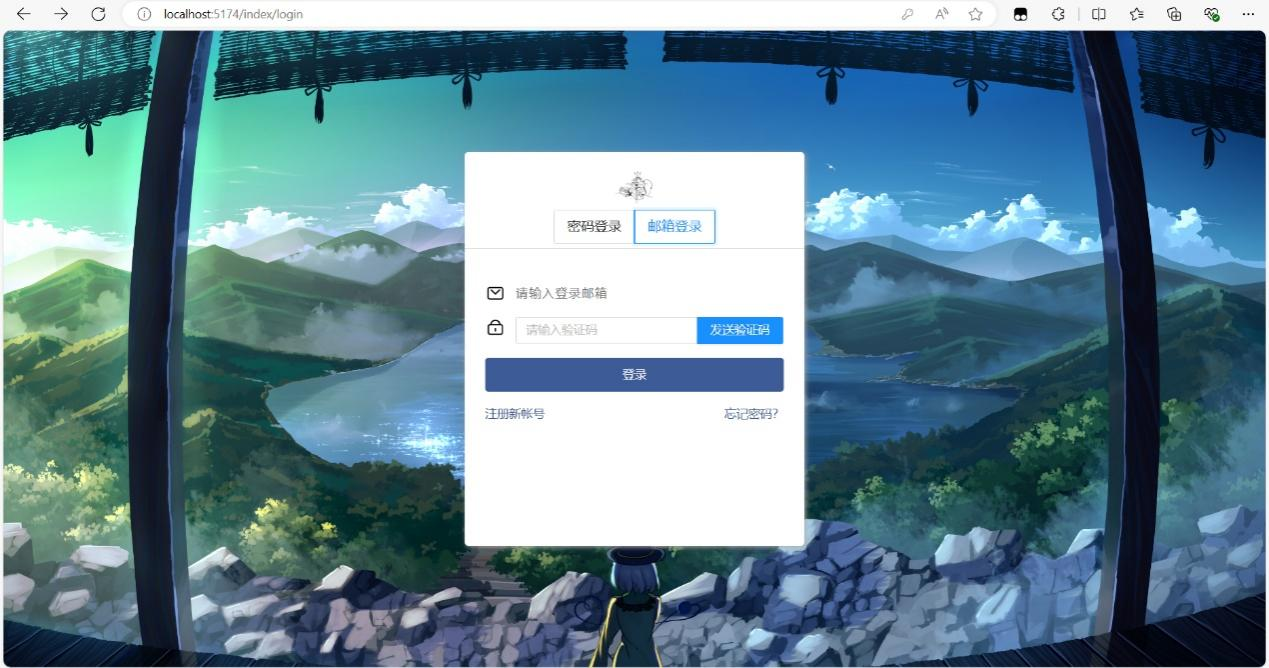 localhost:5174/index/login
密码登录 邮箱登录
请输入登录邮箱
请输入验证码 发送验证码
登录
注册新帐号 忘记密码?